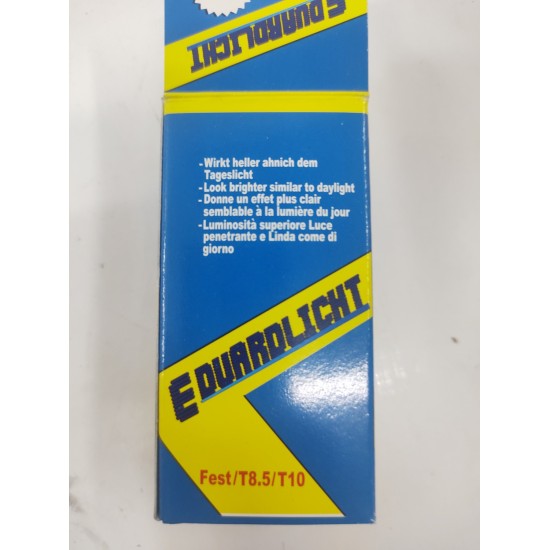 EDUARDLICHT
-Wirkt heller ahnich dem
Tageslicht
-Look brighter similar to daylight
-Donne un effet plus clair
semblable à la lumière du jour
-Luminosità superiore Luce
penetrante e Linda come di
giorno
EDUARDLICHT
Fest/T8.5/T10